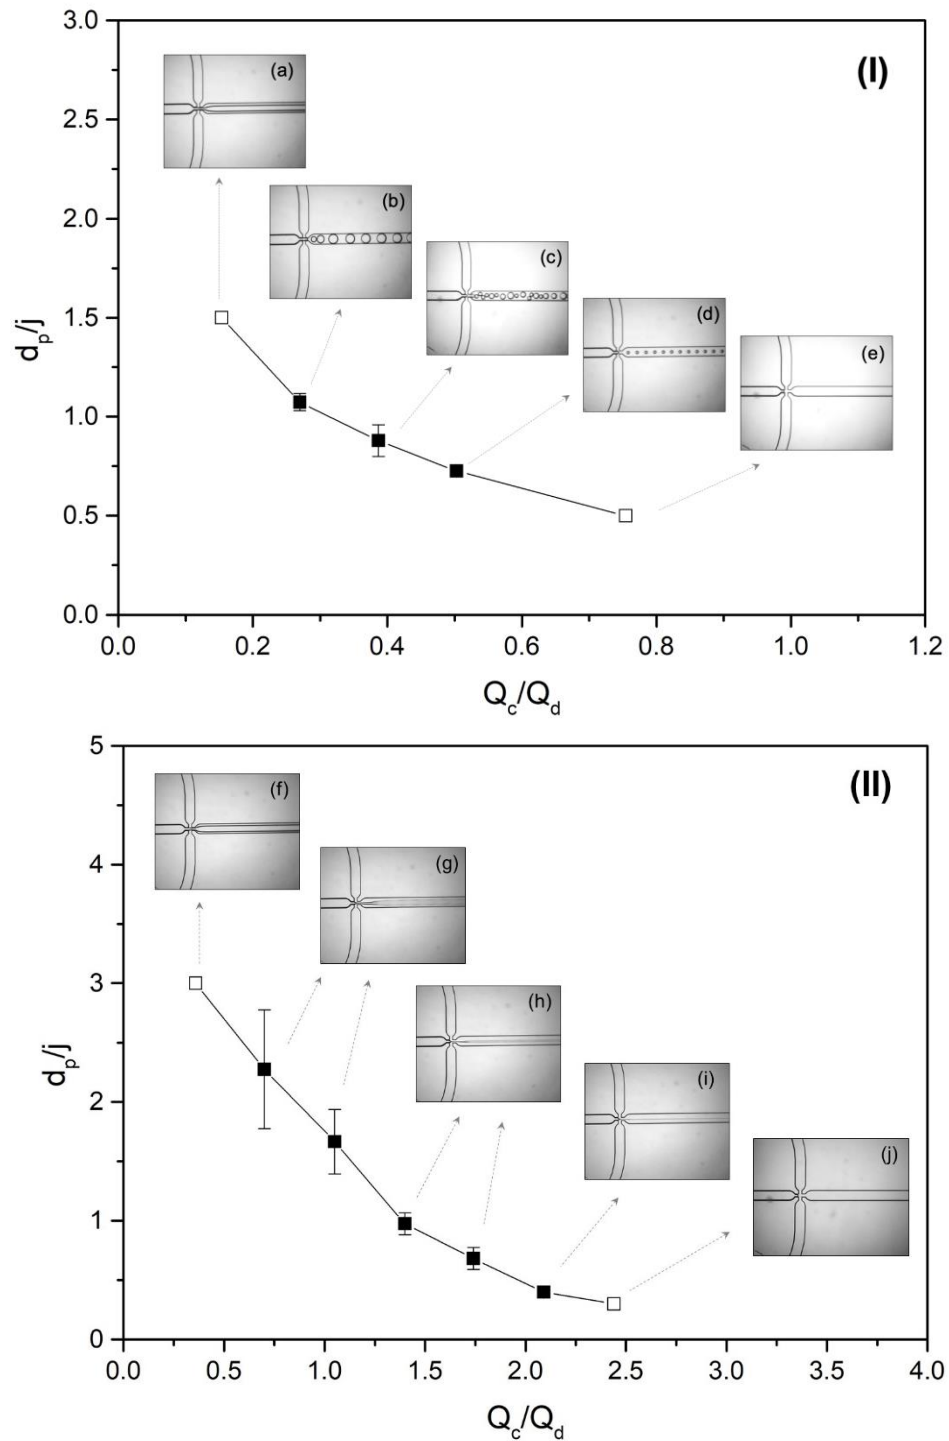 3.0
(I)
(a)
2.5
(b)
2.0
(c)
(d)
(e)
1.5
d_p/j
1.0
0.5
0.0
0.0 0.2 0.4 0.6 0.8 1.0 1.2
Q_c/Q_d
5
(II)
(f)
(g)
4
(h)
3
d_p/j
(i)
2
(j)
1
0
0.0 0.5 1.0 1.5 2.0 2.5 3.0 3.5 4.0
Q_c/Q_d